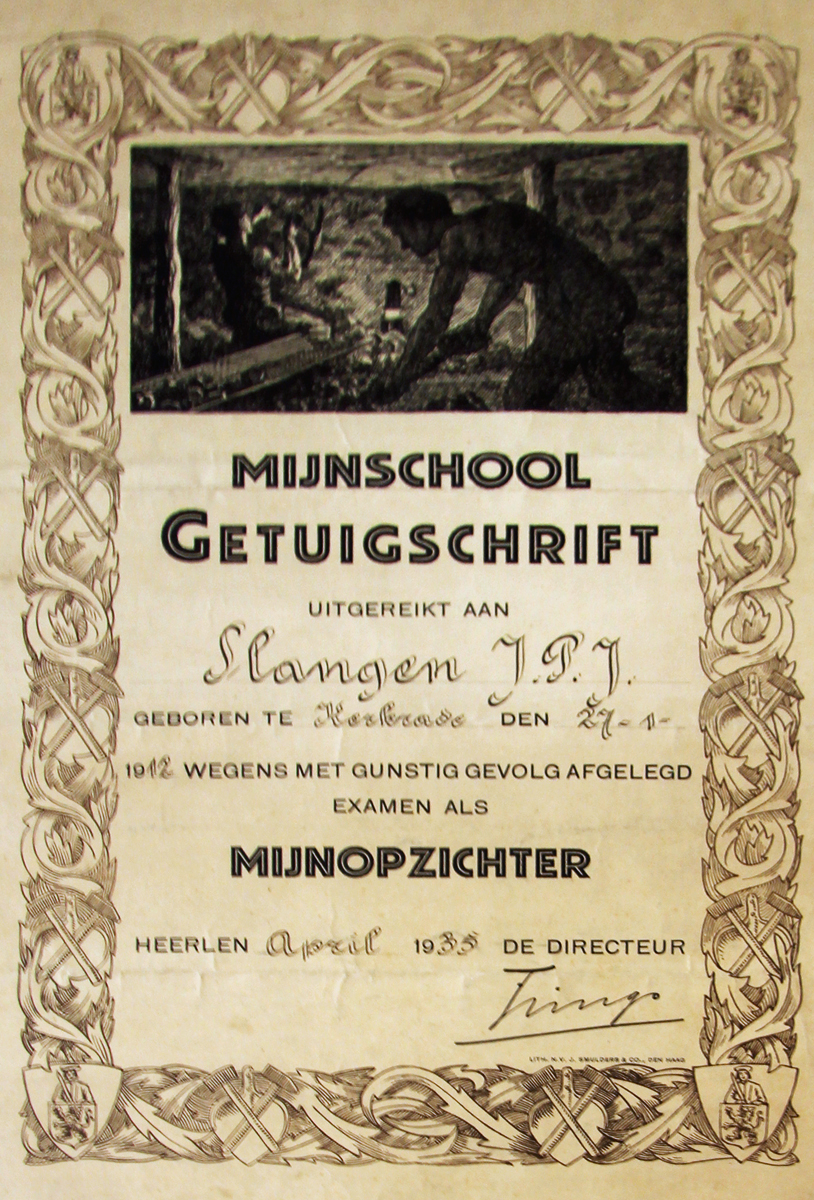 MIJNSCHOOL
GETUIGSCHRIFT
UITGEREIKT AAN
Slangen J.P.J.
GEBOREN TE Kerkrade DEN 27-1-
1912 WEGENS MET GUNSTIG GEVOLG AFGELEGD
EXAMEN ALS
MIJNOPZICHTER
HEERLEN April 1935 DE DIRECTEUR
LITH. N.V. J. SMULDERS & CO., DEN HAAG